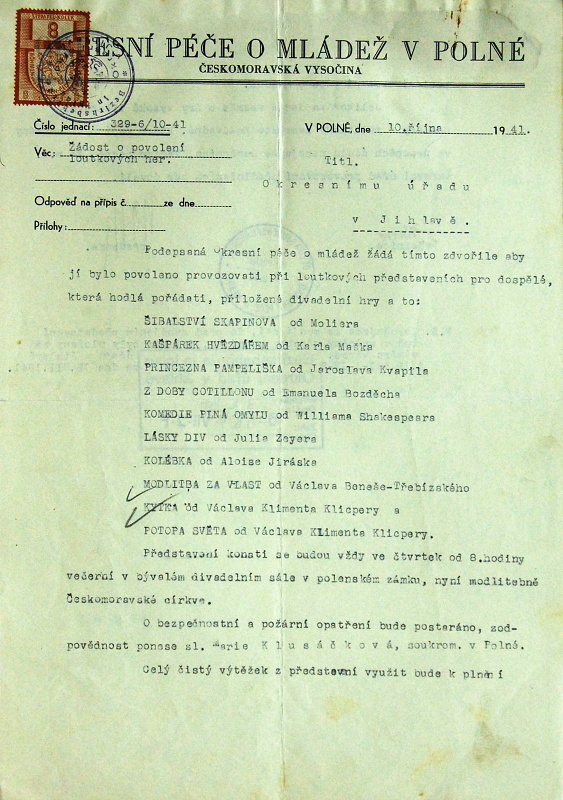 8
RESNÍ PÉČE O MLÁDEŽ V POLNÉ
ČESKOMORAVSKÁ VYSOČINA
Číslo jednací: 329-6/10-41
V POLNÉ, dne 10.října 1941.
Věc: Žádost o povolení
loutkových her.
Titl.
Okresnímu úřadu
Odpověď na přípis č. ze dne
v Jihlavě.
Přílohy:
Podepsaná Okresní péče o mládež žádá tímto zdvořile aby
jí bylo povoleno provozovati při loutkových představeních pro dospělé,
která hodlá pořádati, přiložené divadelní hry a to:
ŠIBALSTVÍ SKAPINOVA od Moliera
KAŠPÁREK HVĚZDÁŘEM od Karla Maška
PRINCEZNA PAMPELIŠKA od Jaroslava Kvapila
Z DOBY COTILLONU od Emanuela Bozděcha
KOMEDIE PLNÁ OMYLU od Williama Shakespeara
LÁSKY DIV od Julia Zeyera
KOLÉBKA od Aloise Jiráska
MODLITBA ZA VLAST od Václava Beneše-Třebízského
KYTKA od Václava Klimenta Klicpery a
POTOPA SVĚTA od Václava Klimenta Klicpery.
Představení konati se budou vždy ve čtvrtek od 8.hodiny
večerní v bývalém divadelním sále v polenském zámku, nyní modlitebně
Českomoravské církve.
O bezpečnostní a požární opatření bude postaráno, zod-
povědnost ponese sl. Marie Klusáčková, soukrom. v Polné.
Celý čistý výtěžek z představní využit bude k plnění